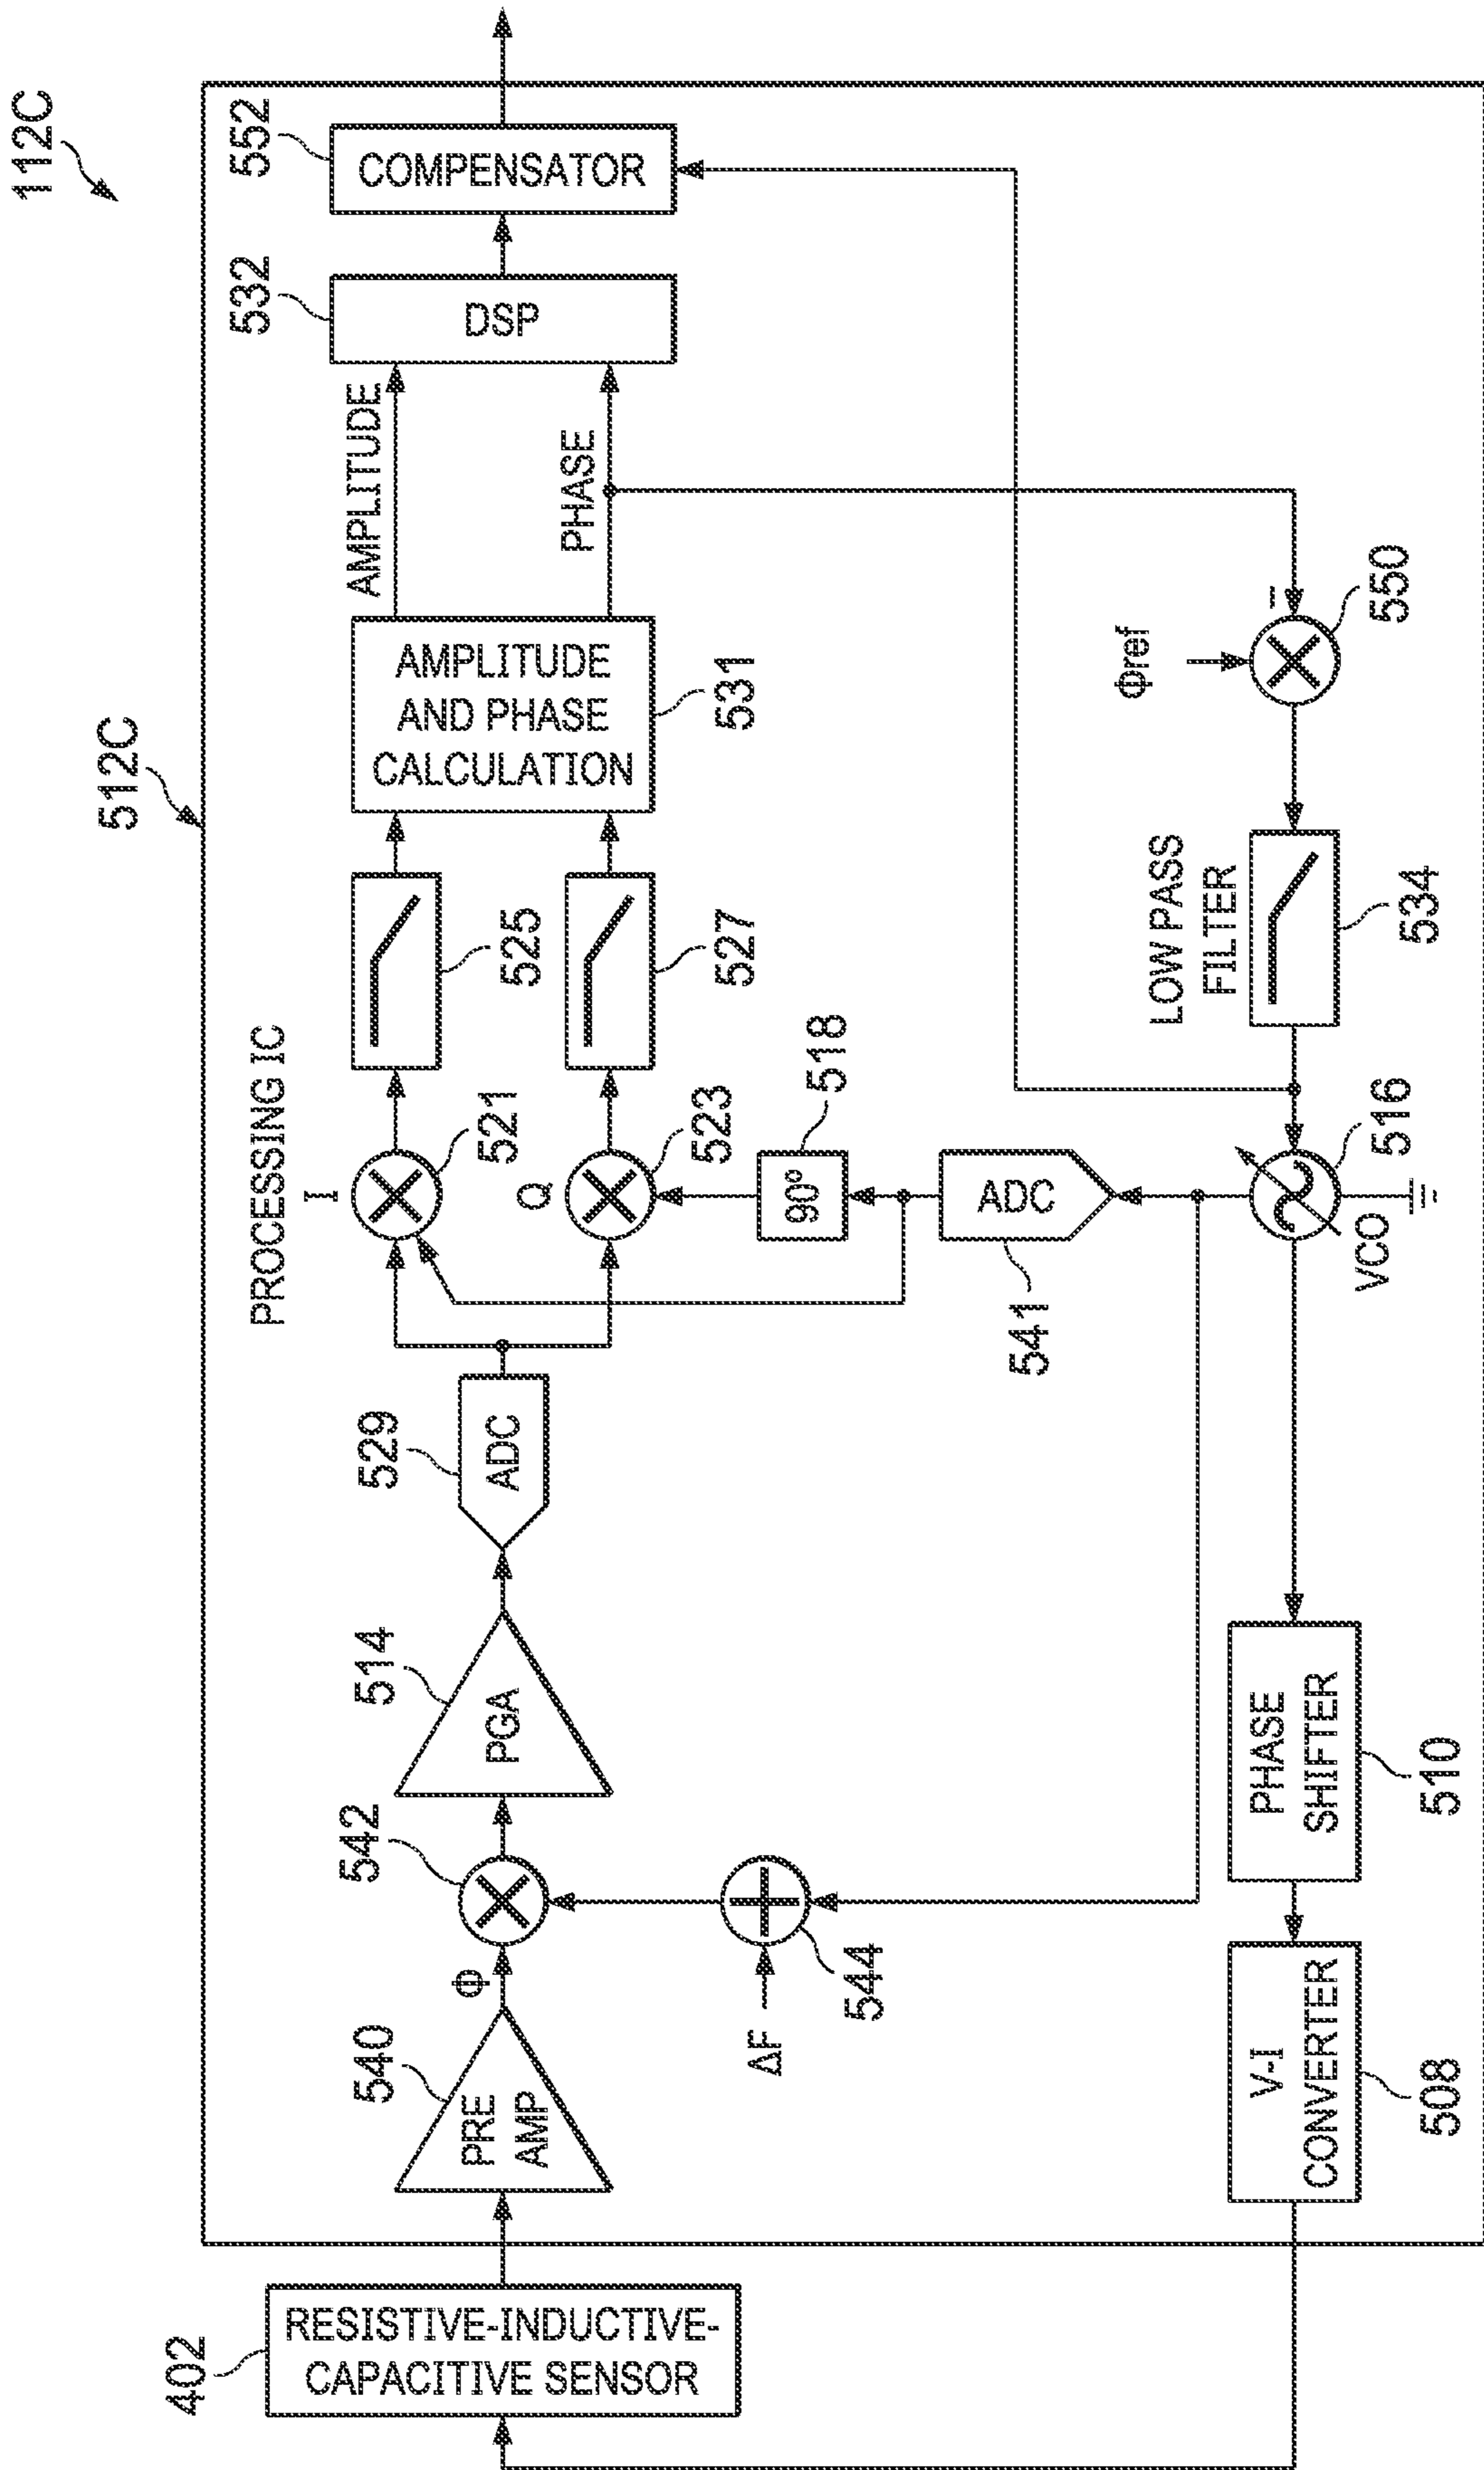 112C
512C
PROCESSING IC
402
RESISTIVE-INDUCTIVE-
CAPACITIVE SENSOR
540
PRE
AMP
Φ
542
514
PGA
529
ADC
I
521
Q
523
525
527
AMPLITUDE
AND PHASE
CALCULATION
531
AMPLITUDE
PHASE
532
DSP
552
COMPENSATOR
ΔF
544
541
ADC
90°
518
V-I
CONVERTER
508
PHASE
SHIFTER
510
VCO
516
LOW PASS
FILTER
534
Φref
−
550